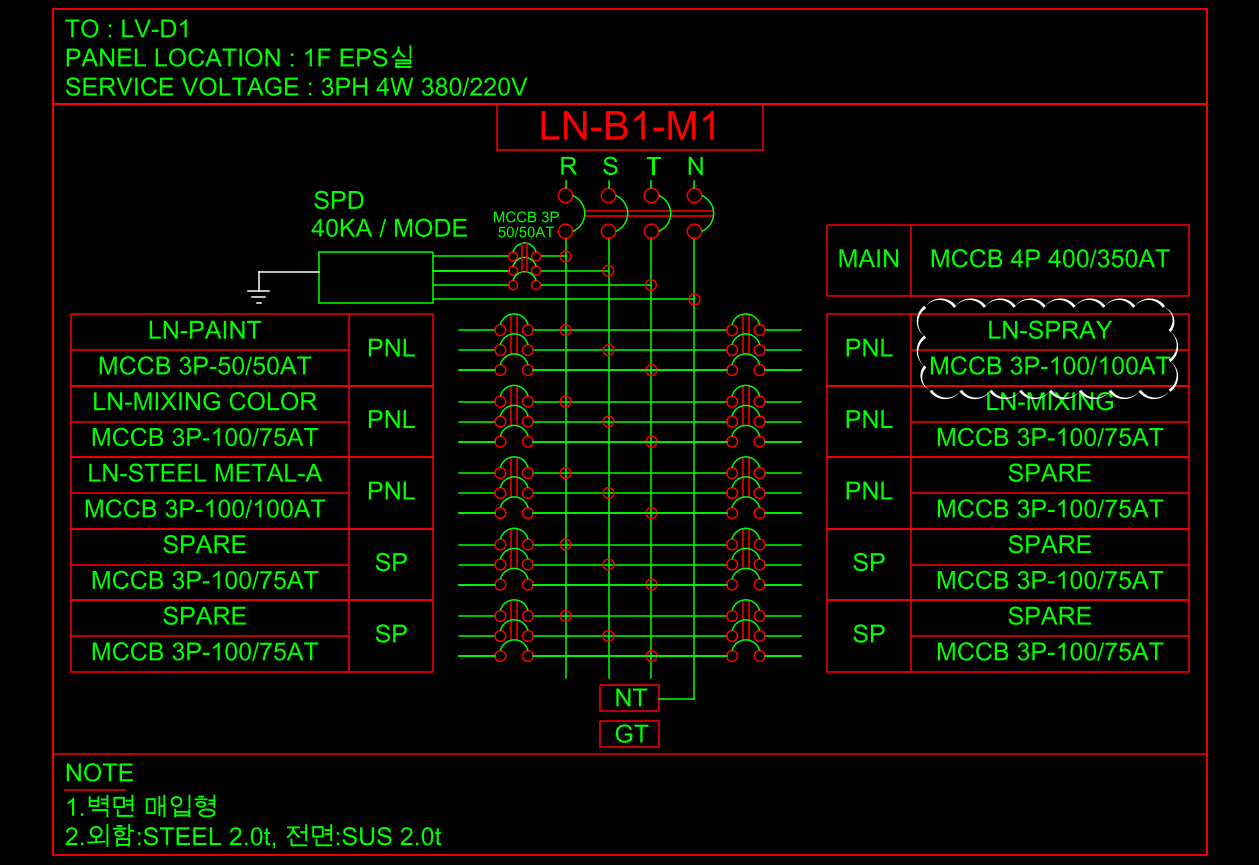 TO : LV-D1
PANEL LOCATION : 1F EPS실
SERVICE VOLTAGE : 3PH 4W 380/220V
LN-B1-M1
R S T N
SPD
40KA / MODE
MCCB 3P
50/50AT
MAIN MCCB 4P 400/350AT
LN-PAINT
MCCB 3P-50/50AT
PNL
LN-MIXING COLOR
MCCB 3P-100/75AT
PNL
LN-STEEL METAL-A
MCCB 3P-100/100AT
PNL
SPARE
MCCB 3P-100/75AT
SP
SPARE
MCCB 3P-100/75AT
SP
PNL
LN-SPRAY
MCCB 3P-100/100AT
PNL
LN-MIXING
MCCB 3P-100/75AT
PNL
SPARE
MCCB 3P-100/75AT
SP
SPARE
MCCB 3P-100/75AT
SP
SPARE
MCCB 3P-100/75AT
NT
GT
NOTE
1.벽면 매입형
2.외함:STEEL 2.0t, 전면:SUS 2.0t